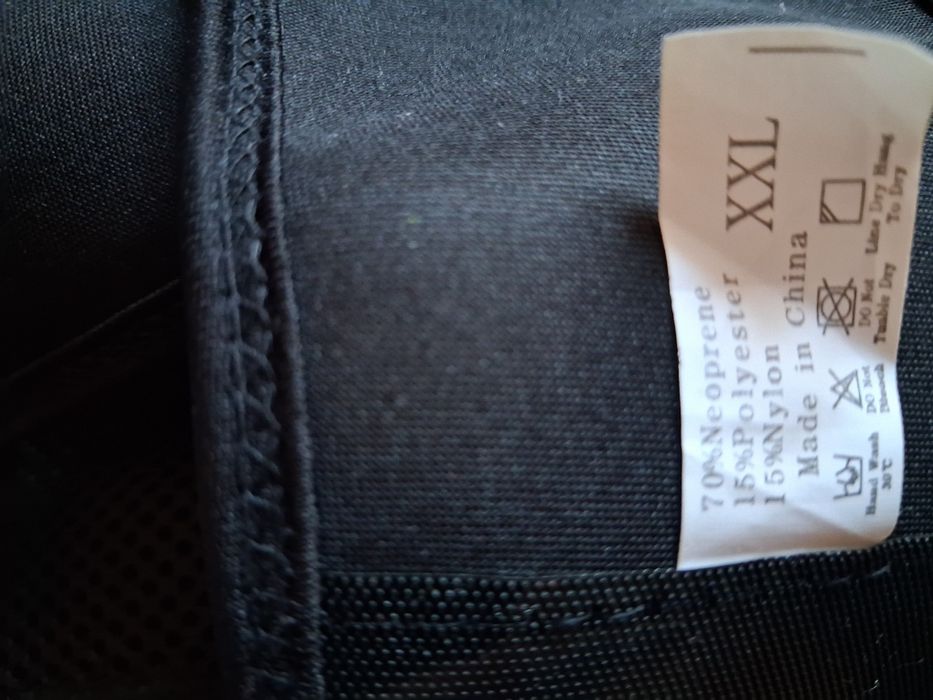 70%Neoprene
15%Polyester
15%Nylon
XXL
Made in China
Hand Wash
30℃
DO Not
Bleach
DO Not
Tumble Dry
Line Dry Hang
To Dry